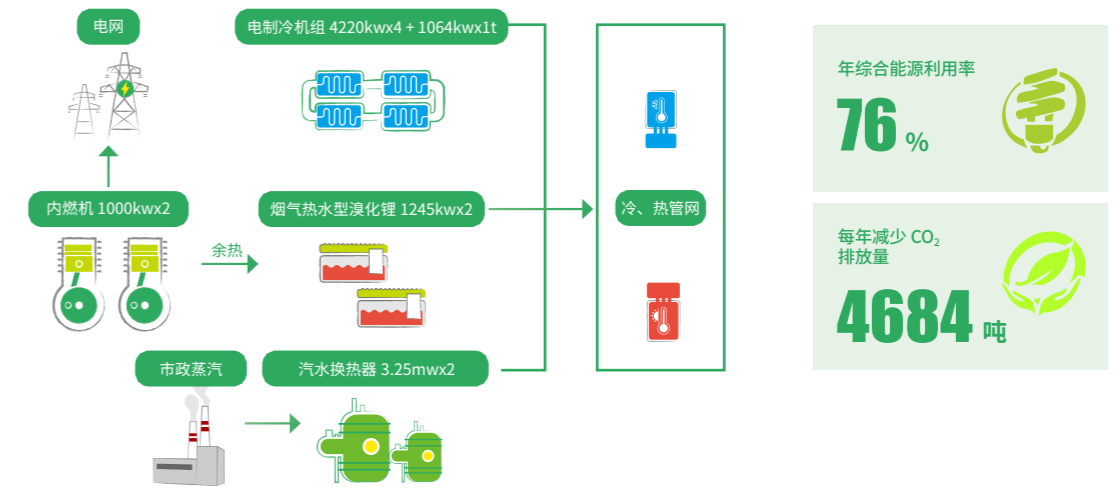 电网
电制冷机组 4220kwx4 + 1064kwx1t
内燃机 1000kwx2
余热
烟气热水型溴化锂 1245kwx2
冷、热管网
市政蒸汽
汽水换热器 3.25mwx2
年综合能源利用率
76 %
每年减少 CO₂
排放量
4684 吨